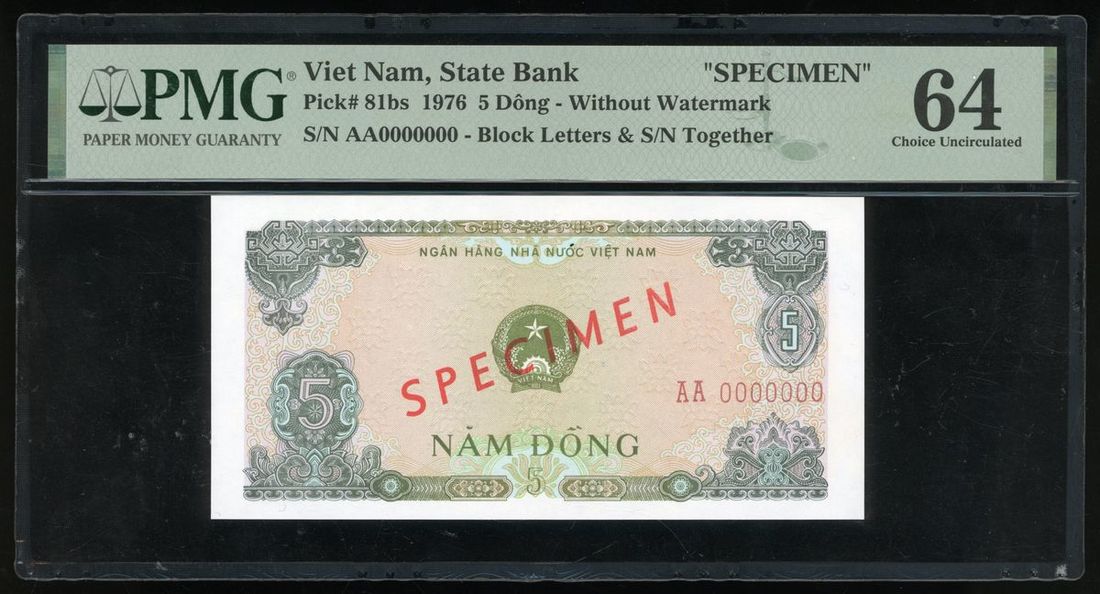 PMG®
PAPER MONEY GUARANTY
Viet Nam, State Bank "SPECIMEN"
Pick# 81bs 1976 5 Dông - Without Watermark
S/N AA0000000 - Block Letters & S/N Together
64
Choice Uncirculated
NGÂN HÀNG NHÀ NƯỚC VIỆT NAM
5
SPECIMEN
VIỆT NAM
AA 0000000
5
NĂM ĐỒNG
5